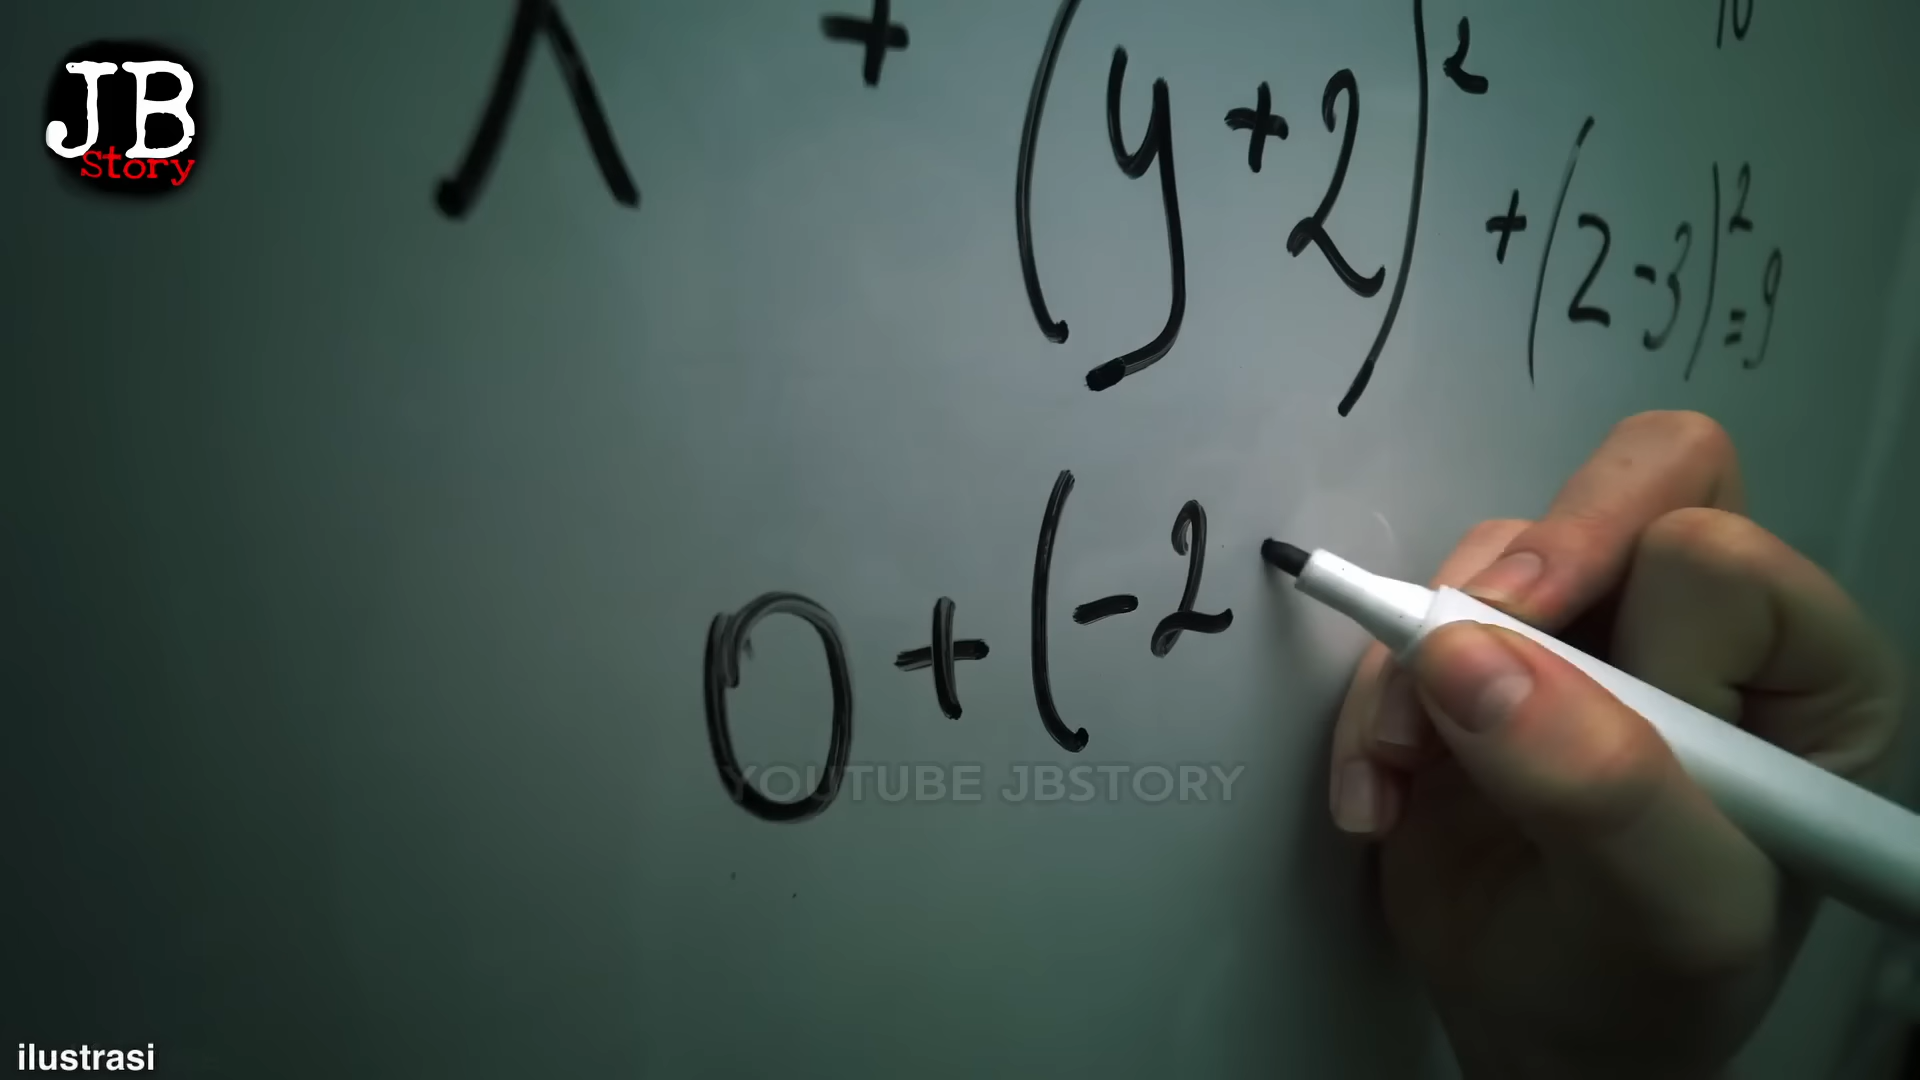 JB
Story
+ (y+2)²
+ (2-3)²=9
0 + (-2
YOUTUBE JBSTORY
ilustrasi